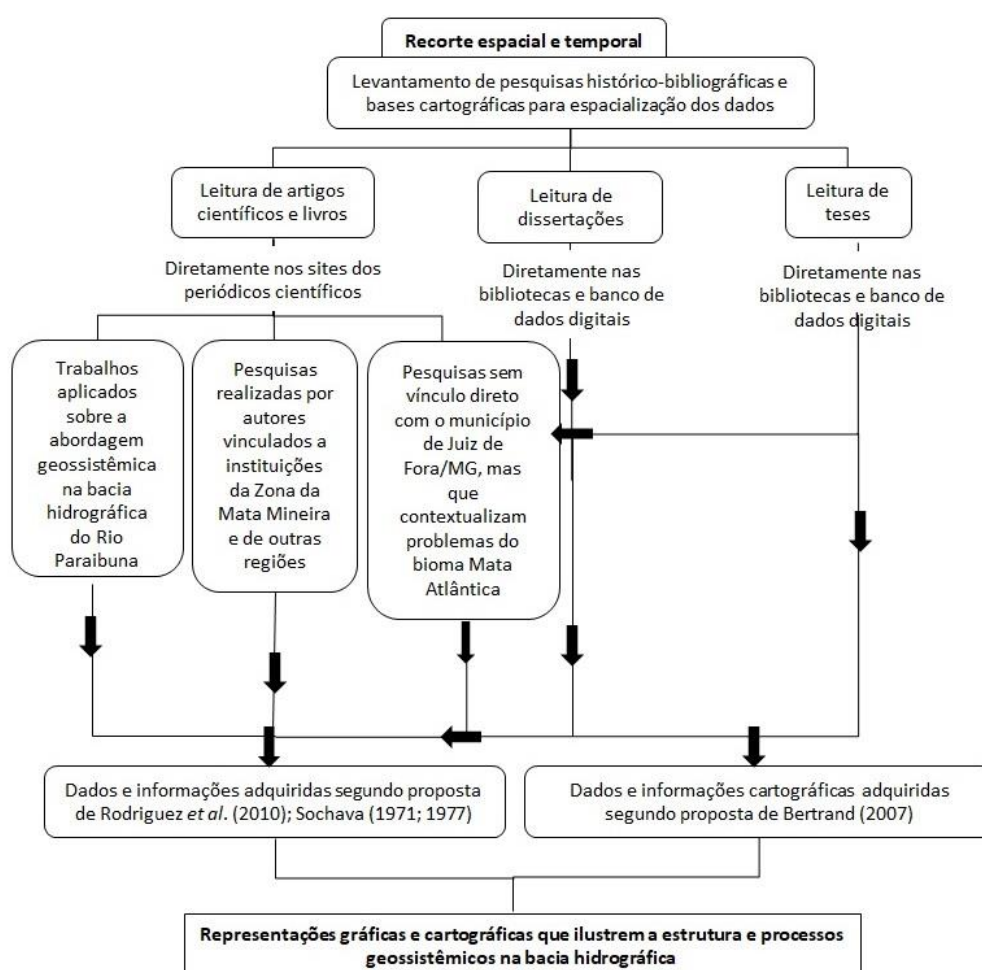 Recorte espacial e temporal
Levantamento de pesquisas histórico-bibliográficas e
bases cartográficas para espacialização dos dados
Leitura de artigos
científicos e livros
Leitura de
dissertações
Leitura de
teses
Diretamente nos sites dos
periódicos científicos
Diretamente nas
bibliotecas e banco de
dados digitais
Diretamente nas
bibliotecas e banco de
dados digitais
Trabalhos
aplicados
sobre a
abordagem
geossistêmica
na bacia
hidrográfica
do Rio
Paraibuna
Pesquisas
realizadas por
autores
vinculados a
instituições
da Zona da
Mata Mineira
e de outras
regiões
Pesquisas sem
vínculo direto
com o município
de Juiz de
Fora/MG, mas
que
contextualizam
problemas do
bioma Mata
Atlântica
Dados e informações adquiridas segundo proposta
de Rodriguez et al. (2010); Sochava (1971; 1977)
Dados e informações cartográficas adquiridas
segundo proposta de Bertrand (2007)
Representações gráficas e cartográficas que ilustrem a estrutura e processos
geossistêmicos na bacia hidrográfica